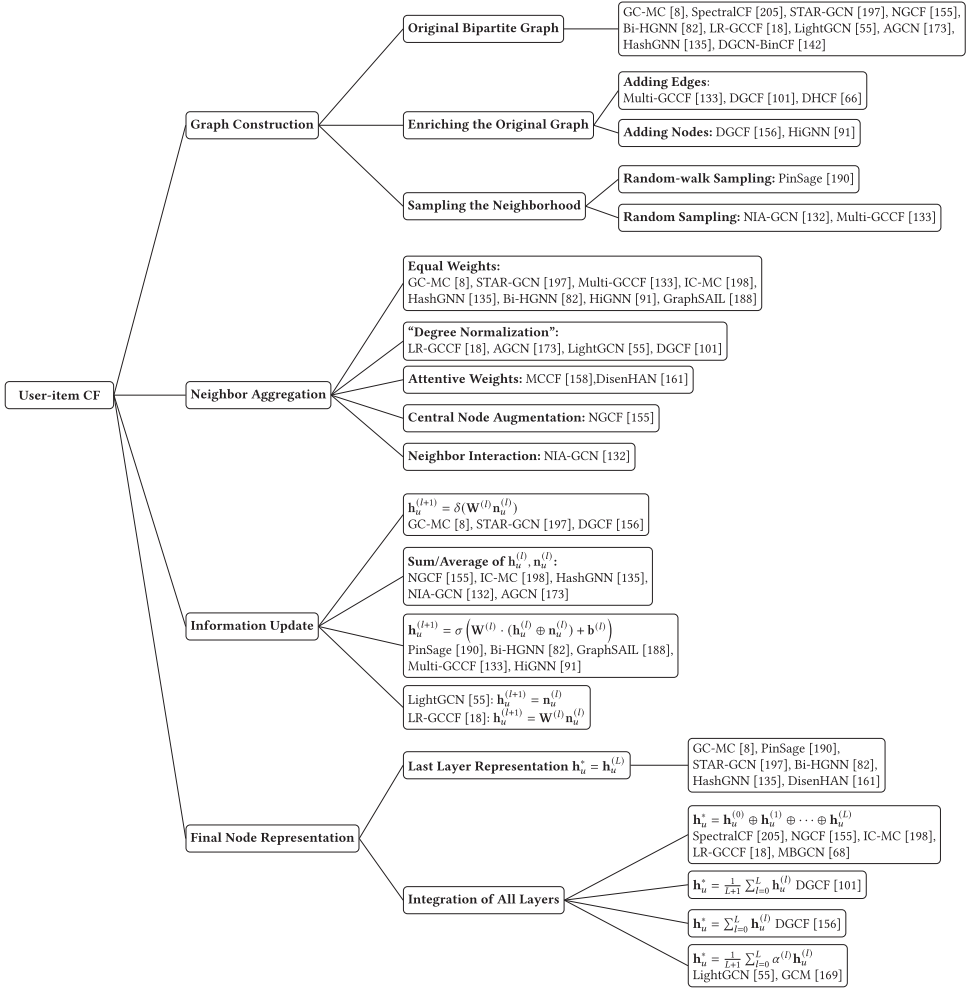 User-item CF
Graph Construction
Original Bipartite Graph
GC-MC [8], SpectralCF [205], STAR-GCN [197], NGCF [155],
Bi-HGNN [82], LR-GCCF [18], LightGCN [55], AGCN [173],
HashGNN [135], DGCN-BinCF [142]
Enriching the Original Graph
Adding Edges:
Multi-GCCF [133], DGCF [101], DHCF [66]
Adding Nodes: DGCF [156], HiGNN [91]
Sampling the Neighborhood
Random-walk Sampling: PinSage [190]
Random Sampling: NIA-GCN [132], Multi-GCCF [133]
Neighbor Aggregation
Equal Weights:
GC-MC [8], STAR-GCN [197], Multi-GCCF [133], IC-MC [198],
HashGNN [135], Bi-HGNN [82], HiGNN [91], GraphSAIL [188]
“Degree Normalization”:
LR-GCCF [18], AGCN [173], LightGCN [55], DGCF [101]
Attentive Weights: MCCF [158],DisenHAN [161]
Central Node Augmentation: NGCF [155]
Neighbor Interaction: NIA-GCN [132]
Information Update
h_u^{(l+1)} = δ(W^{(l)} n_u^{(l)})
GC-MC [8], STAR-GCN [197], DGCF [156]
Sum/Average of h_u^{(l)}, n_u^{(l)}:
NGCF [155], IC-MC [198], HashGNN [135],
NIA-GCN [132], AGCN [173]
h_u^{(l+1)} = σ(W^{(l)} · (h_u^{(l)} ⊕ n_u^{(l)}) + b^{(l)})
PinSage [190], Bi-HGNN [82], GraphSAIL [188],
Multi-GCCF [133], HiGNN [91]
LightGCN [55]: h_u^{(l+1)} = n_u^{(l)}
LR-GCCF [18]: h_u^{(l+1)} = W^{(l)} n_u^{(l)}
Final Node Representation
Last Layer Representation h_u^* = h_u^{(L)}
GC-MC [8], PinSage [190],
STAR-GCN [197], Bi-HGNN [82],
HashGNN [135], DisenHAN [161]
Integration of All Layers
h_u^* = h_u^{(0)} ⊕ h_u^{(1)} ⊕ · · · ⊕ h_u^{(L)}
SpectralCF [205], NGCF [155], IC-MC [198],
LR-GCCF [18], MBGCN [68]
h_u^* = \frac{1}{L+1} ∑_{l=0}^{L} h_u^{(l)} DGCF [101]
h_u^* = ∑_{l=0}^{L} h_u^{(l)} DGCF [156]
h_u^* = \frac{1}{L+1} ∑_{l=0}^{L} α^{(l)} h_u^{(l)}
LightGCN [55], GCM [169]